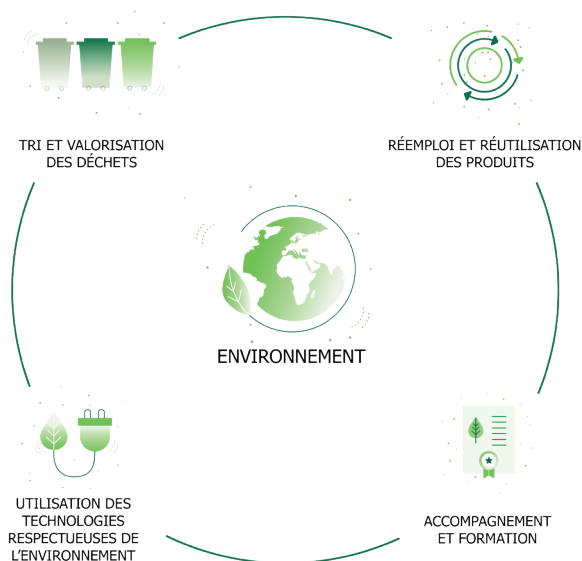 TRI ET VALORISATION
DES DÉCHETS
RÉEMPLOI ET RÉUTILISATION
DES PRODUITS
ENVIRONNEMENT
UTILISATION DES
TECHNOLOGIES
RESPECTUEUSES DE
L'ENVIRONNEMENT
ACCOMPAGNEMENT
ET FORMATION